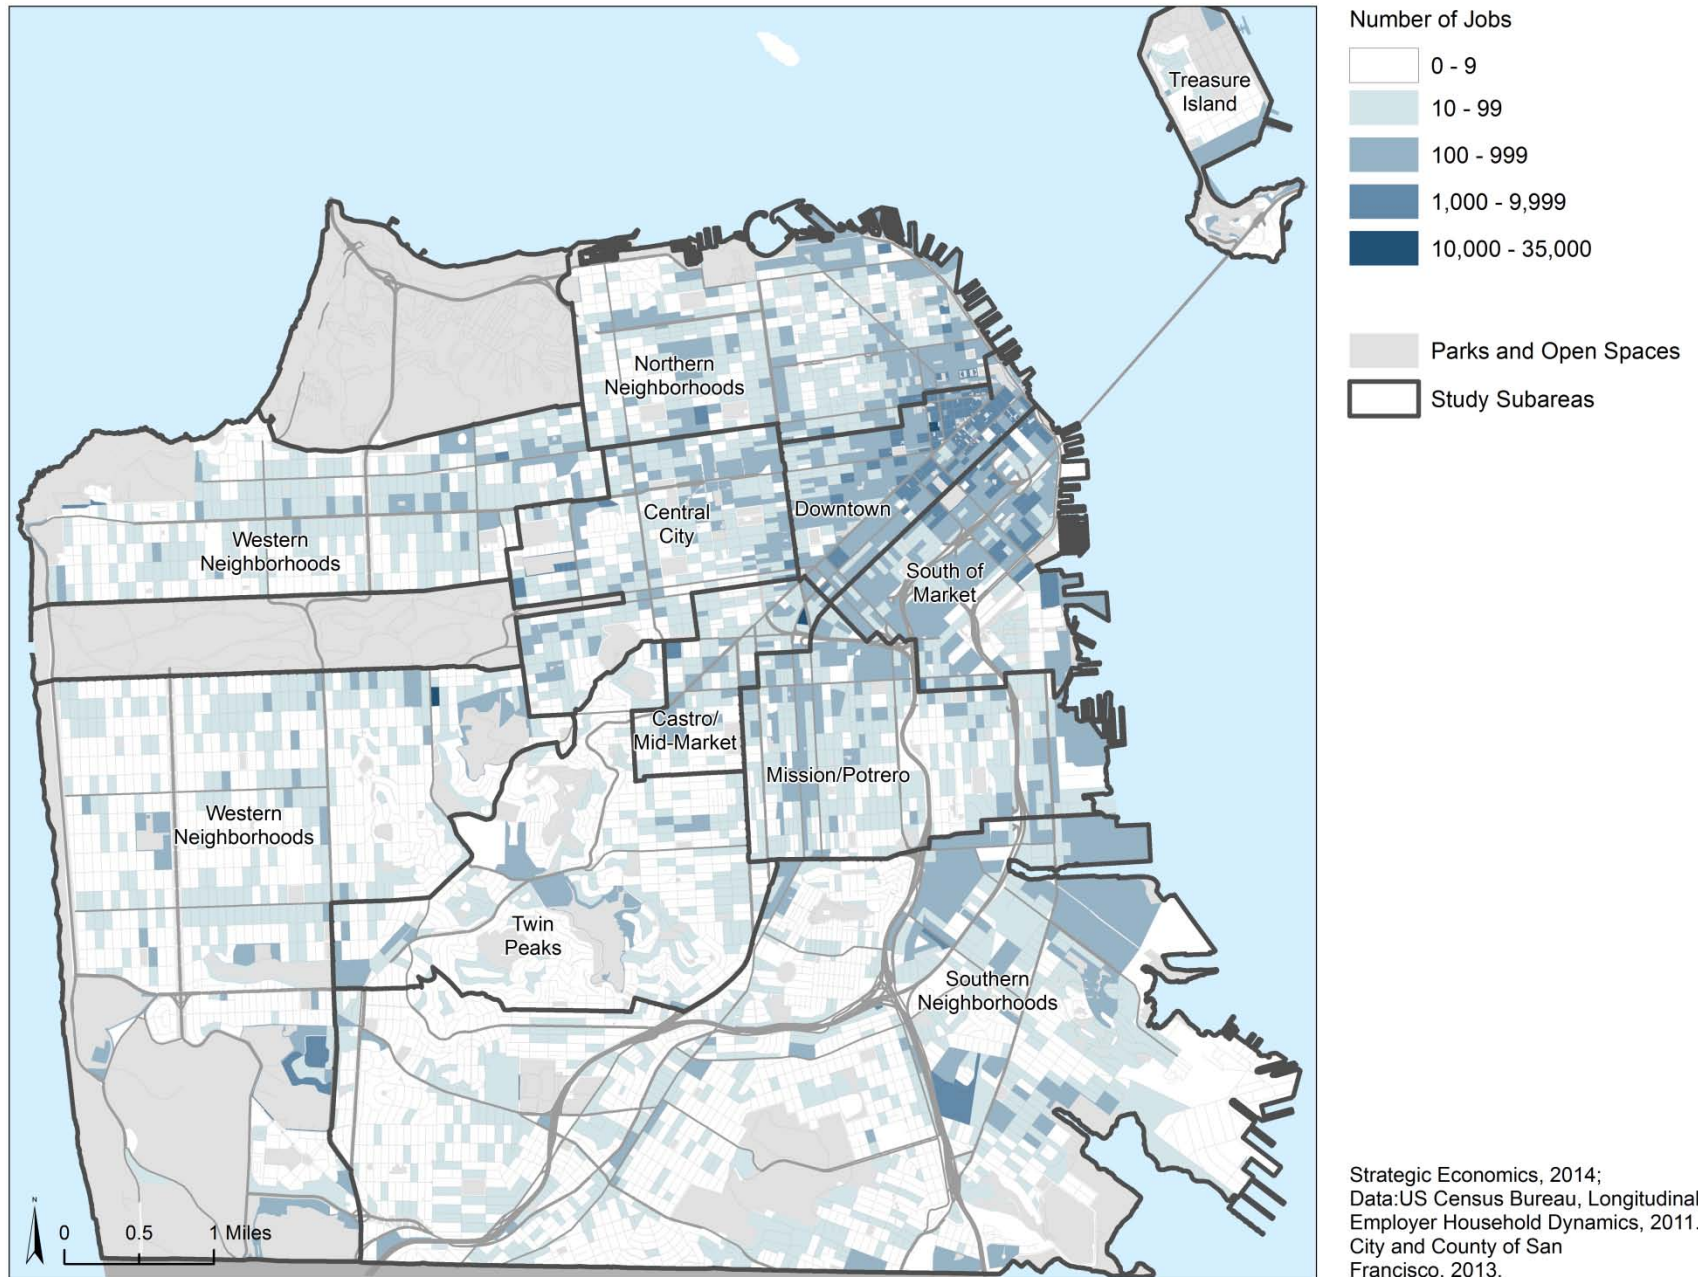 Number of Jobs
0 - 9
10 - 99
100 - 999
1,000 - 9,999
10,000 - 35,000
Parks and Open Spaces
Study Subareas
Treasure
Island
Northern
Neighborhoods
Western
Neighborhoods
Central
City
Downtown
South of
Market
Castro/
Mid-Market
Mission/Potrero
Western
Neighborhoods
Twin
Peaks
Southern
Neighborhoods
N
0 0.5 1 Miles
Strategic Economics, 2014;
Data:US Census Bureau, Longitudinal
Employer Household Dynamics, 2011.
City and County of San
Francisco, 2013.